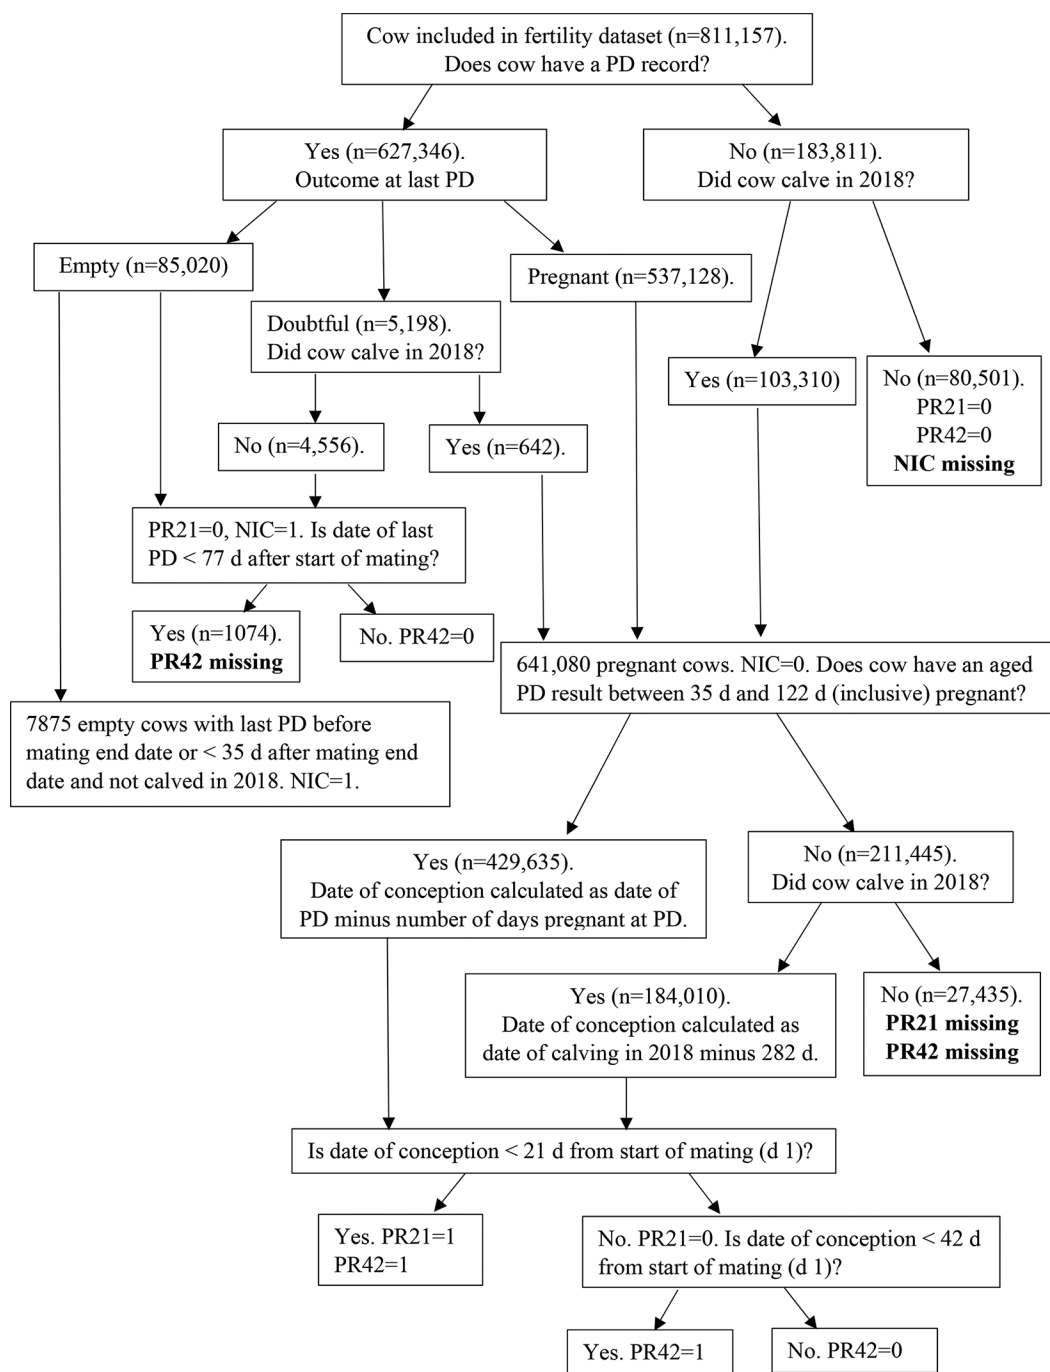 Cow included in fertility dataset (n=811,157).
Does cow have a PD record?
Yes (n=627,346).
Outcome at last PD
No (n=183,811).
Did cow calve in 2018?
Empty (n=85,020)
Pregnant (n=537,128).
Doubtful (n=5,198).
Did cow calve in 2018?
Yes (n=103,310)
No (n=80,501).
PR21=0
PR42=0
NIC missing
No (n=4,556).
Yes (n=642).
PR21=0, NIC=1. Is date of last
PD < 77 d after start of mating?
Yes (n=1074).
PR42 missing
No. PR42=0
641,080 pregnant cows. NIC=0. Does cow have an aged
PD result between 35 d and 122 d (inclusive) pregnant?
7875 empty cows with last PD before
mating end date or < 35 d after mating end
date and not calved in 2018. NIC=1.
Yes (n=429,635).
Date of conception calculated as date of
PD minus number of days pregnant at PD.
No (n=211,445).
Did cow calve in 2018?
Yes (n=184,010).
Date of conception calculated as
date of calving in 2018 minus 282 d.
No (n=27,435).
PR21 missing
PR42 missing
Is date of conception < 21 d from start of mating (d 1)?
Yes. PR21=1
PR42=1
No. PR21=0. Is date of conception < 42 d
from start of mating (d 1)?
Yes. PR42=1
No. PR42=0